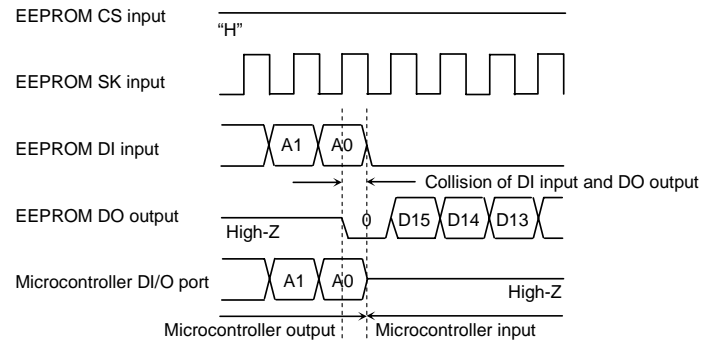 EEPROM CS input
“H”
EEPROM SK input
EEPROM DI input
A1
A0
Collision of DI input and DO output
EEPROM DO output
High-Z
0
D15
D14
D13
Microcontroller DI/O port
A1
A0
High-Z
Microcontroller output
Microcontroller input